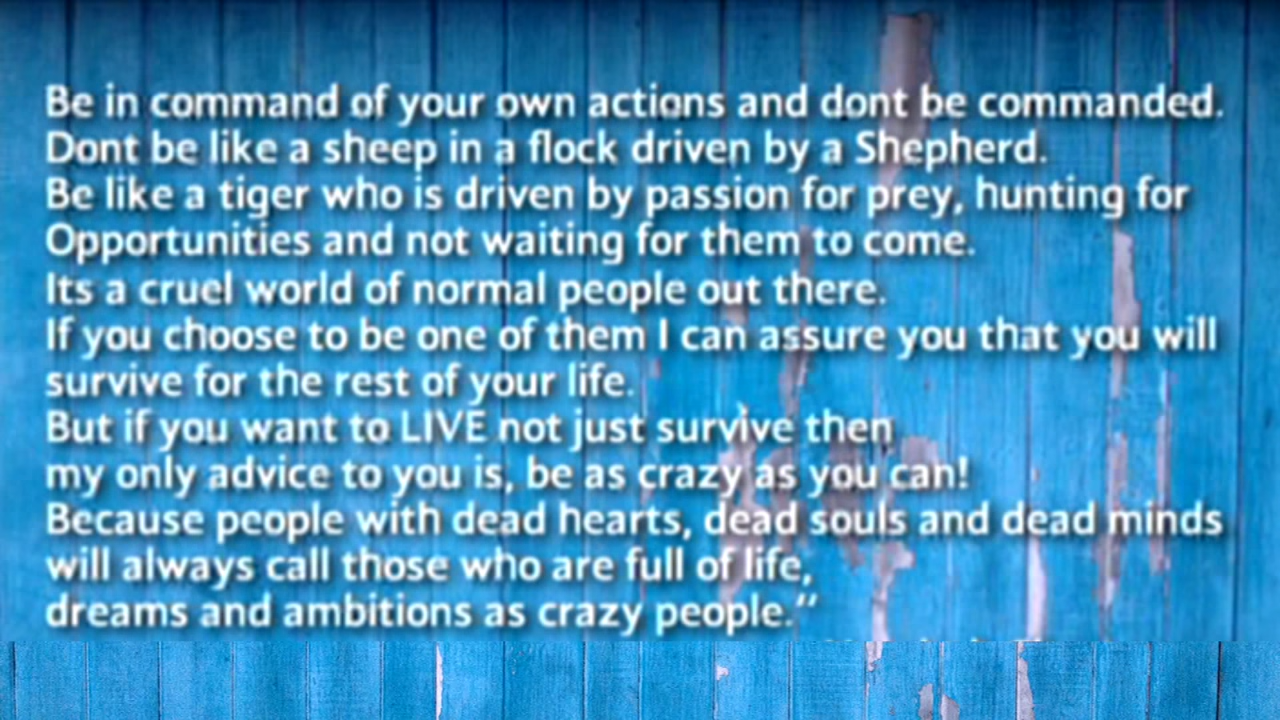 Be in command of your own actions and dont be commanded.
Dont be like a sheep in a flock driven by a Shepherd.
Be like a tiger who is driven by passion for prey, hunting for
Opportunities and not waiting for them to come.
Its a cruel world of normal people out there.
If you choose to be one of them I can assure you that you will
survive for the rest of your life.
But if you want to LIVE not just survive then
my only advice to you is, be as crazy as you can!
Because people with dead hearts, dead souls and dead minds
will always call those who are full of life,
dreams and ambitions as crazy people.“